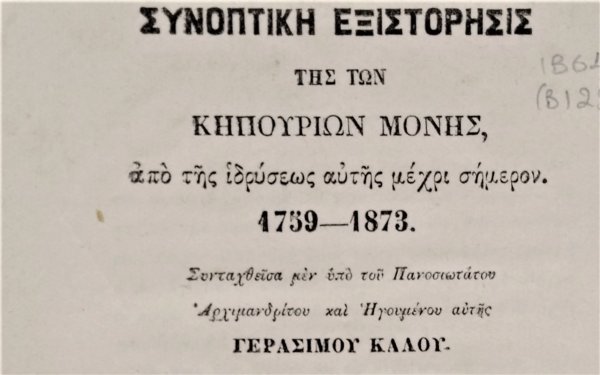 ΣΥΝΟΠΤΙΚΗ ΕΞΙΣΤΟΡΗΣΙΣ
ΤΗΣ ΤΩΝ
ΚΗΠΟΥΡΙΩΝ ΜΟΝΗΣ,
ἀπὸ τῆς ἱδρύσεως αὐτῆς μέχρι σήμερον.
1759—1873.
Συνταχθεῖσα μὲν ὑπὸ τοῦ Πανοσιωτάτου
Ἀρχιμανδρίτου καὶ Ἡγουμένου αὐτῆς
ΓΕΡΑΣΙΜΟΥ ΚΑΛΟΥ.